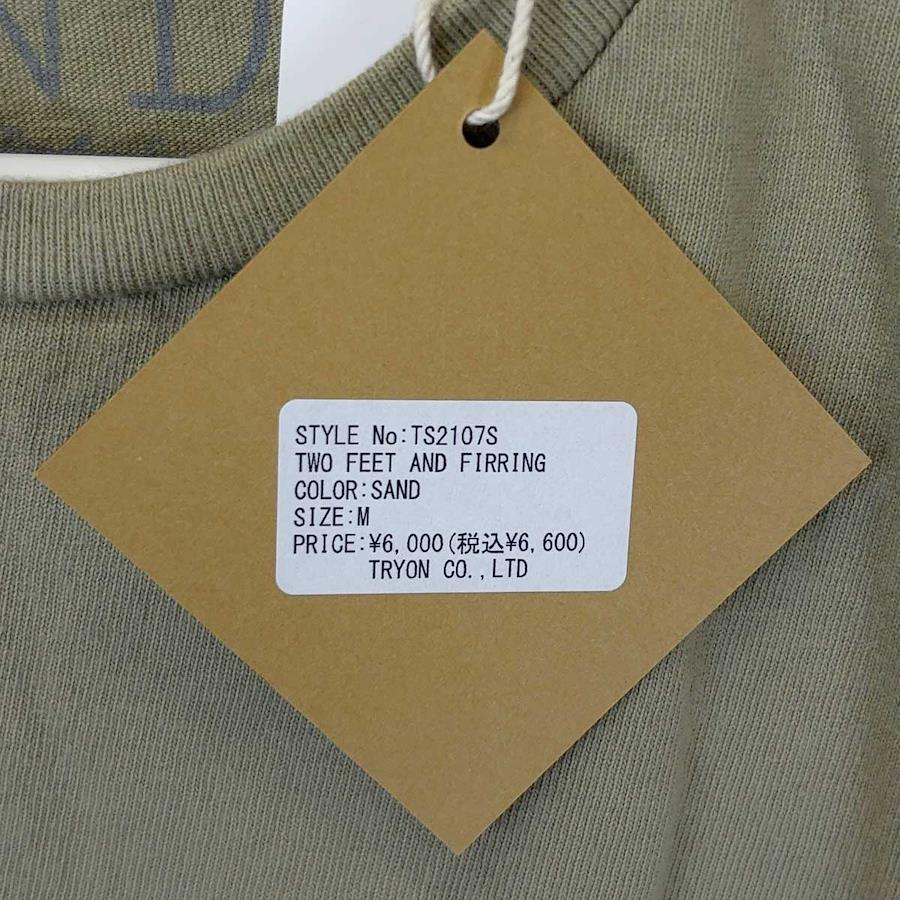 ND
STYLE No:TS2107S
TWO FEET AND FIRRING
COLOR:SAND
SIZE:M
PRICE:¥6,000(税込¥6,600)
TRYON CO.,LTD